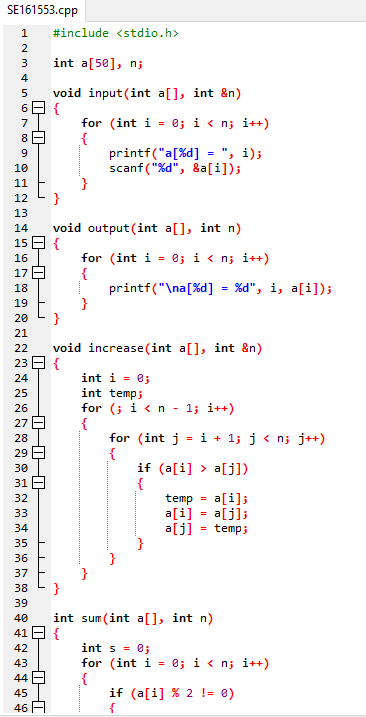 SE161553.cpp
1 #include <stdio.h>
2
3 int a[50], n;
4
5 void input(int a[], int &n)
6 {
7     for (int i = 0; i < n; i++)
8     {
9         printf("a[%d] = ", i);
10         scanf("%d", &a[i]);
11     }
12 }
13
14 void output(int a[], int n)
15 {
16     for (int i = 0; i < n; i++)
17     {
18         printf("\na[%d] = %d", i, a[i]);
19     }
20 }
21
22 void increase(int a[], int &n)
23 {
24     int i = 0;
25     int temp;
26     for (; i < n - 1; i++)
27     {
28         for (int j = i + 1; j < n; j++)
29         {
30             if (a[i] > a[j])
31             {
32                 temp = a[i];
33                 a[i] = a[j];
34                 a[j] = temp;
35             }
36         }
37     }
38 }
39
40 int sum(int a[], int n)
41 {
42     int s = 0;
43     for (int i = 0; i < n; i++)
44     {
45         if (a[i] % 2 != 0)
46         {